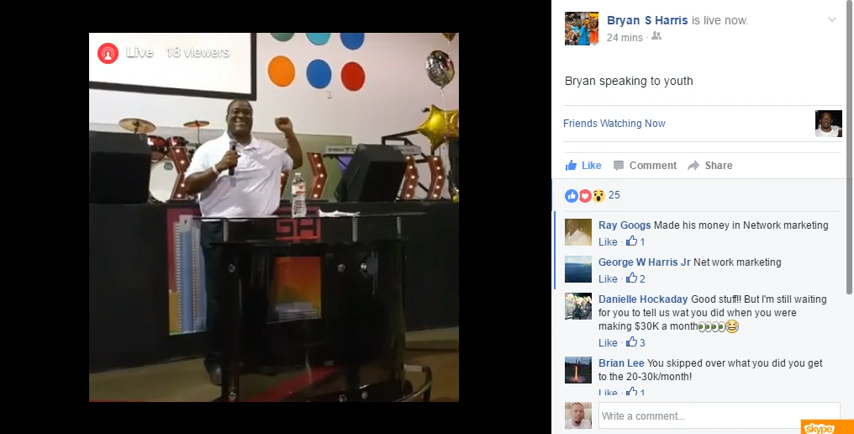 Live 18 viewers
SH
Bryan S Harris is live now.
24 mins ·
Bryan speaking to youth
Friends Watching Now
Like Comment Share
25
Ray Googs Made his money in Network marketing
Like · 1
George W Harris Jr Net work marketing
Like · 2
Danielle Hockaday Good stuff!! But I'm still waiting
for you to tell us wat you did when you were
making $30K a month
Like · 3
Brian Lee You skipped over what you did you get
to the 20-30k/month!
Like · 1
Write a comment...
skype